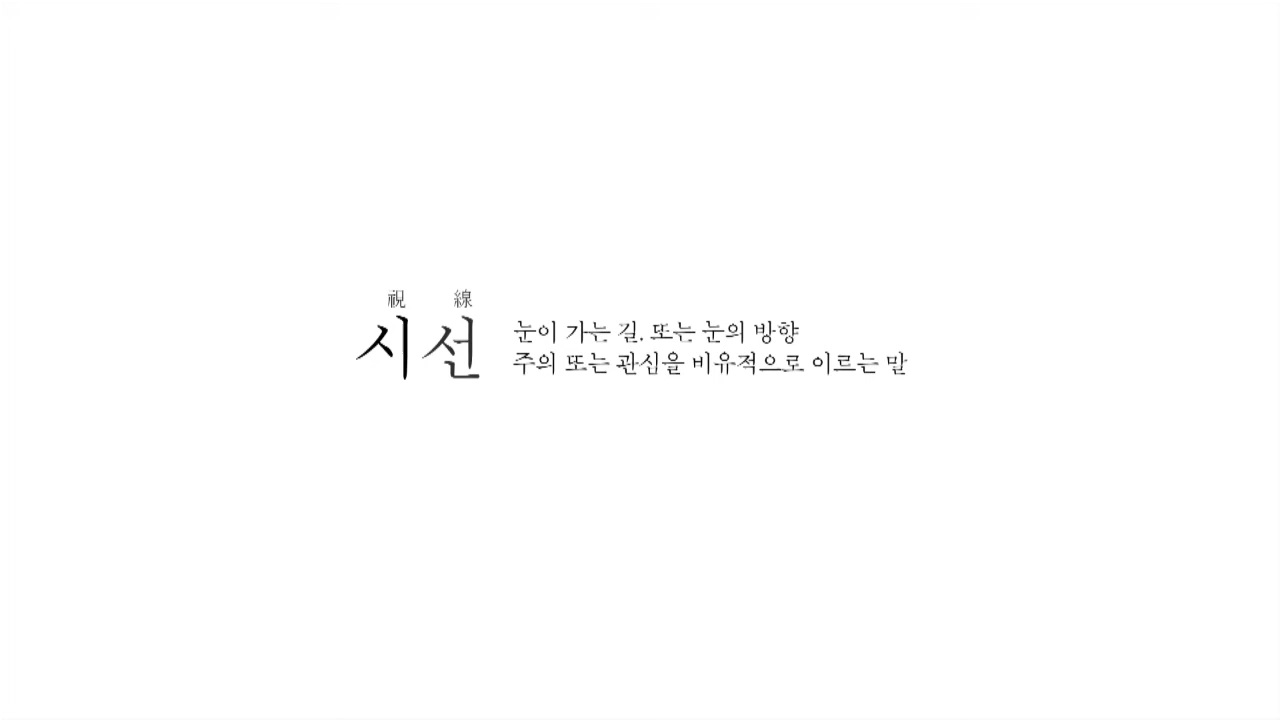 視 線
시선
눈이 가는 길. 또는 눈의 방향
주의 또는 관심을 비유적으로 이르는 말